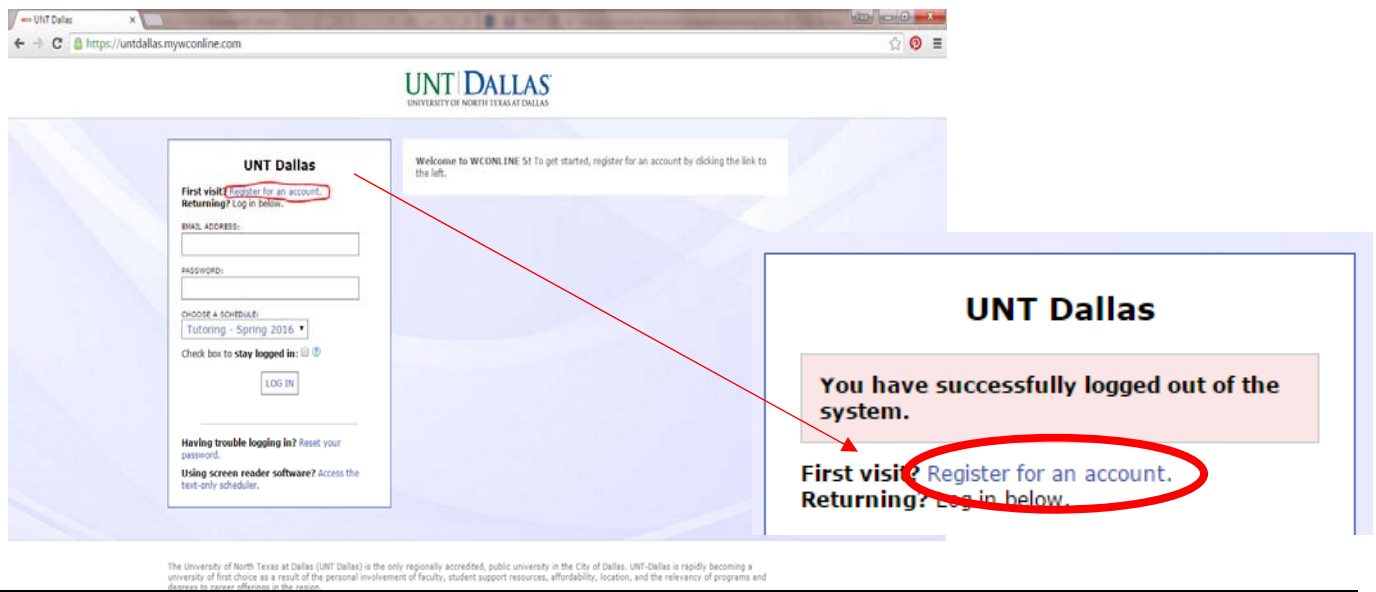 UNT Dallas
https://untdallas.mywconline.com
UNT DALLAS
UNIVERSITY OF NORTH TEXAS AT DALLAS
UNT Dallas
First visit? Register for an account.
Returning? Log in below.
EMAIL ADDRESS:
PASSWORD:
CHOOSE A SCHEDULE:
Tutoring - Spring 2016
Check box to stay logged in:
LOG IN
Having trouble logging in? Reset your
password.
Using screen reader software? Access the
text-only scheduler.
Welcome to WCONLINE 5! To get started, register for an account by clicking the link to
the left.
UNT Dallas
You have successfully logged out of the
system.
First visit? Register for an account.
Returning? Log in below.
The University of North Texas at Dallas (UNT Dallas) is the only regionally accredited, public university in the City of Dallas. UNT-Dallas is rapidly becoming a
university of first choice as a result of the personal involvement of faculty, student support resources, affordability, location, and the relevancy of programs and
degrees to career offerings in the region.